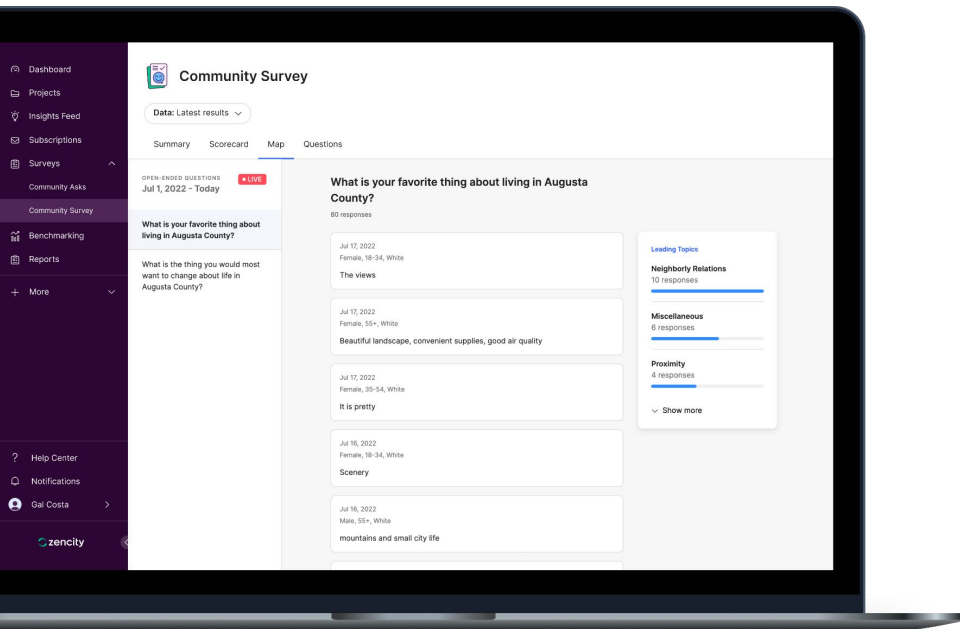 Dashboard
Projects
Insights Feed
Subscriptions
Surveys
Community Asks
Community Survey
Benchmarking
Reports
More
Help Center
Notifications
Gal Costa
zencity
Community Survey
Data: Latest results
Summary Scorecard Map Questions
OPEN-ENDED QUESTIONS
LIVE
Jul 1, 2022 - Today
What is your favorite thing about
living in Augusta County?
What is the thing you would most
want to change about life in
Augusta County?
What is your favorite thing about living in Augusta
County?
80 responses
Jul 17, 2022
Female, 18-34, White
The views
Jul 17, 2022
Female, 55+, White
Beautiful landscape, convenient supplies, good air quality
Jul 17, 2022
Female, 35-54, White
It is pretty
Jul 16, 2022
Female, 18-34, White
Scenery
Jul 16, 2022
Male, 55+, White
mountains and small city life
Leading Topics
Neighborly Relations
10 responses
Miscellaneous
6 responses
Proximity
4 responses
Show more